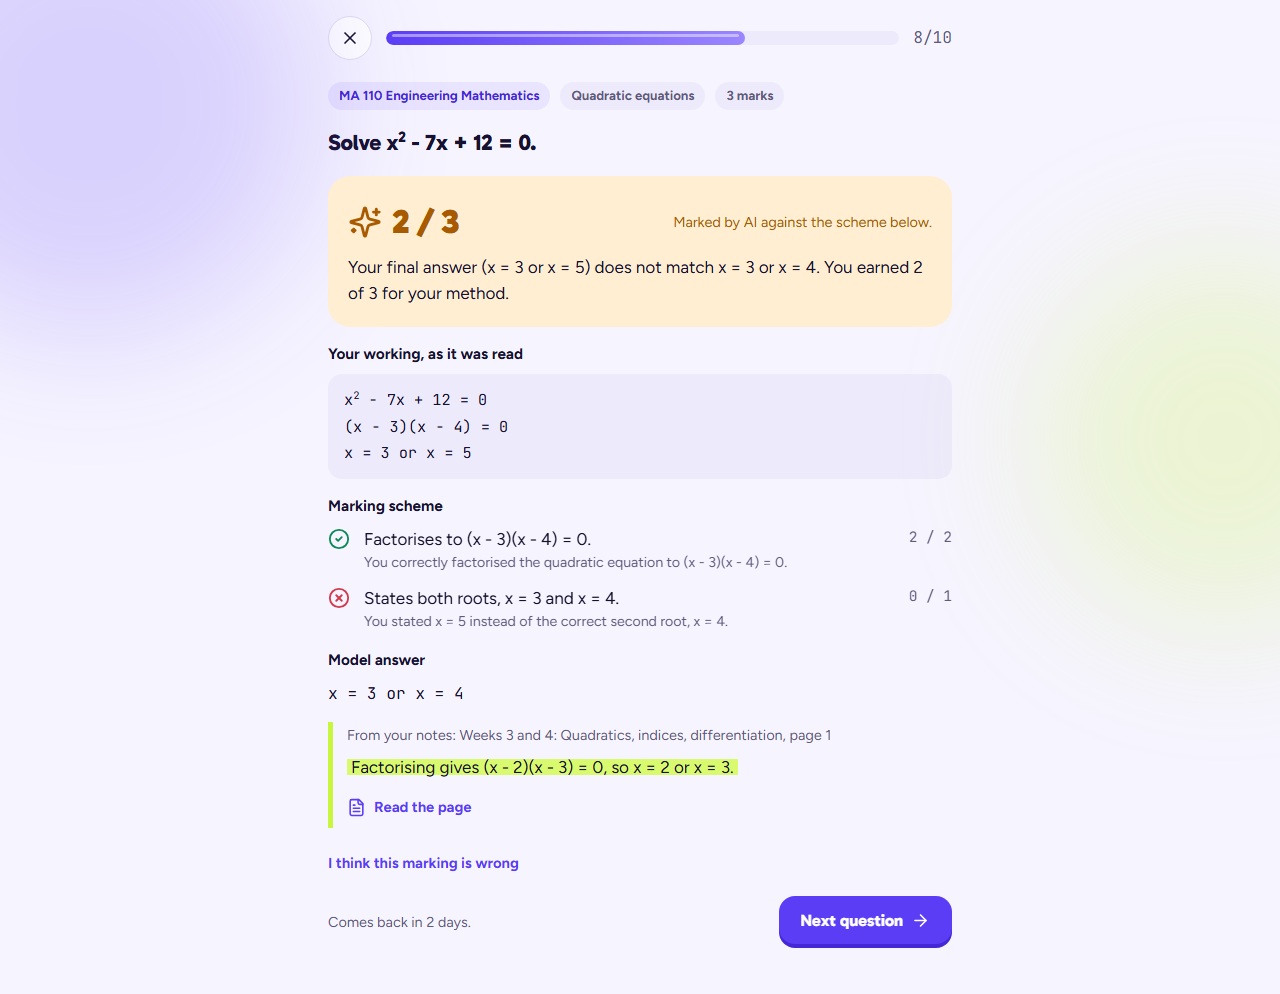 8/10
MA 110 Engineering Mathematics
Quadratic equations
3 marks
Solve x² - 7x + 12 = 0.
2 / 3
Marked by AI against the scheme below.
Your final answer (x = 3 or x = 5) does not match x = 3 or x = 4. You earned 2
of 3 for your method.
Your working, as it was read
x² - 7x + 12 = 0
(x - 3)(x - 4) = 0
x = 3 or x = 5
Marking scheme
Factorises to (x - 3)(x - 4) = 0.
2 / 2
You correctly factorised the quadratic equation to (x - 3)(x - 4) = 0.
States both roots, x = 3 and x = 4.
0 / 1
You stated x = 5 instead of the correct second root, x = 4.
Model answer
x = 3 or x = 4
From your notes: Weeks 3 and 4: Quadratics, indices, differentiation, page 1
Factorising gives (x - 2)(x - 3) = 0, so x = 2 or x = 3.
Read the page
I think this marking is wrong
Comes back in 2 days.
Next question